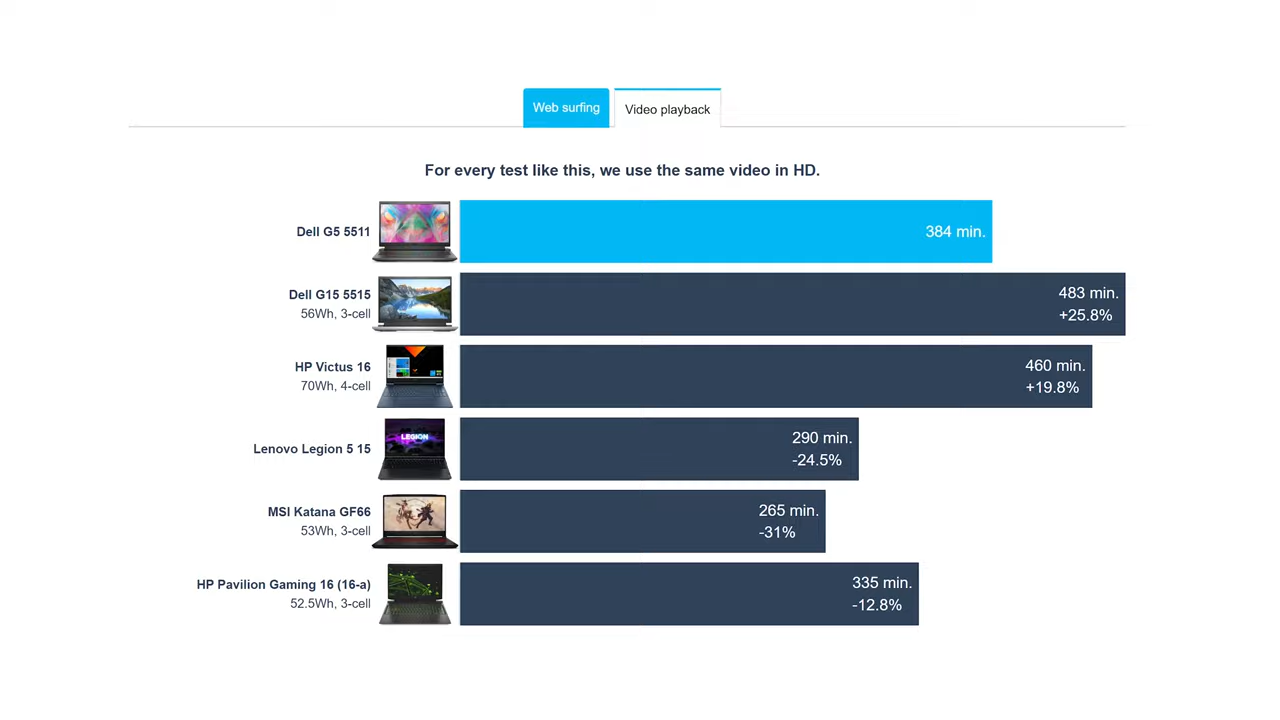 Web surfing
Video playback
For every test like this, we use the same video in HD.
Dell G5 5511
384 min.
Dell G15 5515
56Wh, 3-cell
483 min.
+25.8%
HP Victus 16
70Wh, 4-cell
460 min.
+19.8%
Lenovo Legion 5 15
LEGION
290 min.
-24.5%
MSI Katana GF66
53Wh, 3-cell
265 min.
-31%
HP Pavilion Gaming 16 (16-a)
52.5Wh, 3-cell
335 min.
-12.8%